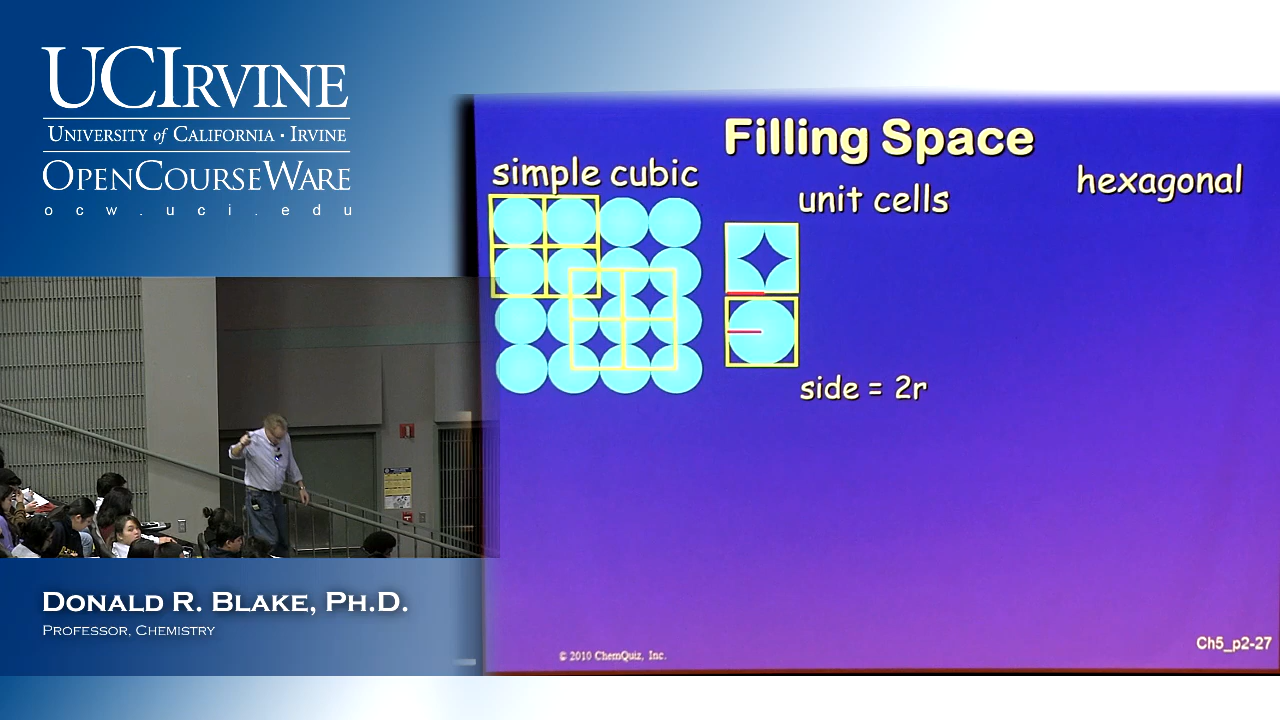 UCIRVINE
UNIVERSITY of CALIFORNIA · IRVINE
OPENCOURSEWARE
ocw.uci.edu
DONALD R. BLAKE, PH.D.
PROFESSOR, CHEMISTRY
Filling Space
simple cubic
unit cells
hexagonal
side = 2r
© 2010 ChemQuiz, Inc.
Ch5_p2-27